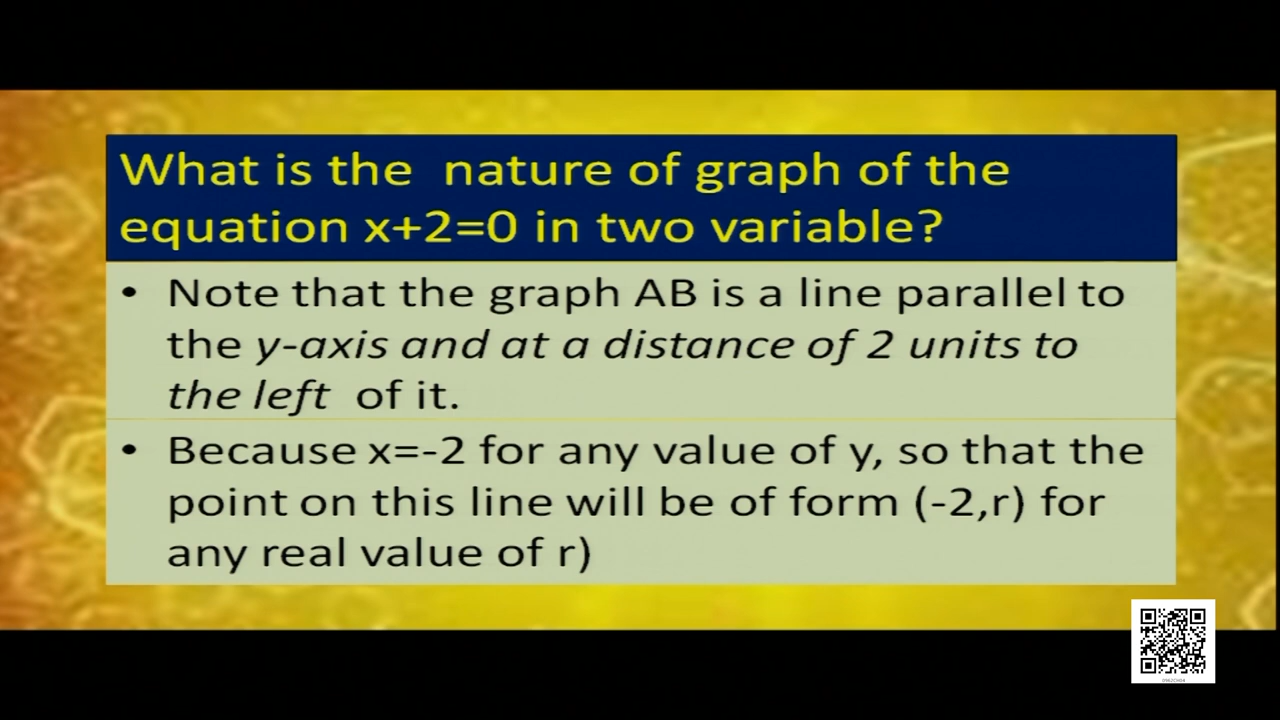 What is the nature of graph of the
equation x+2=0 in two variable?
• Note that the graph AB is a line parallel to
the y-axis and at a distance of 2 units to
the left of it.
• Because x=-2 for any value of y, so that the
point on this line will be of form (-2,r) for
any real value of r)